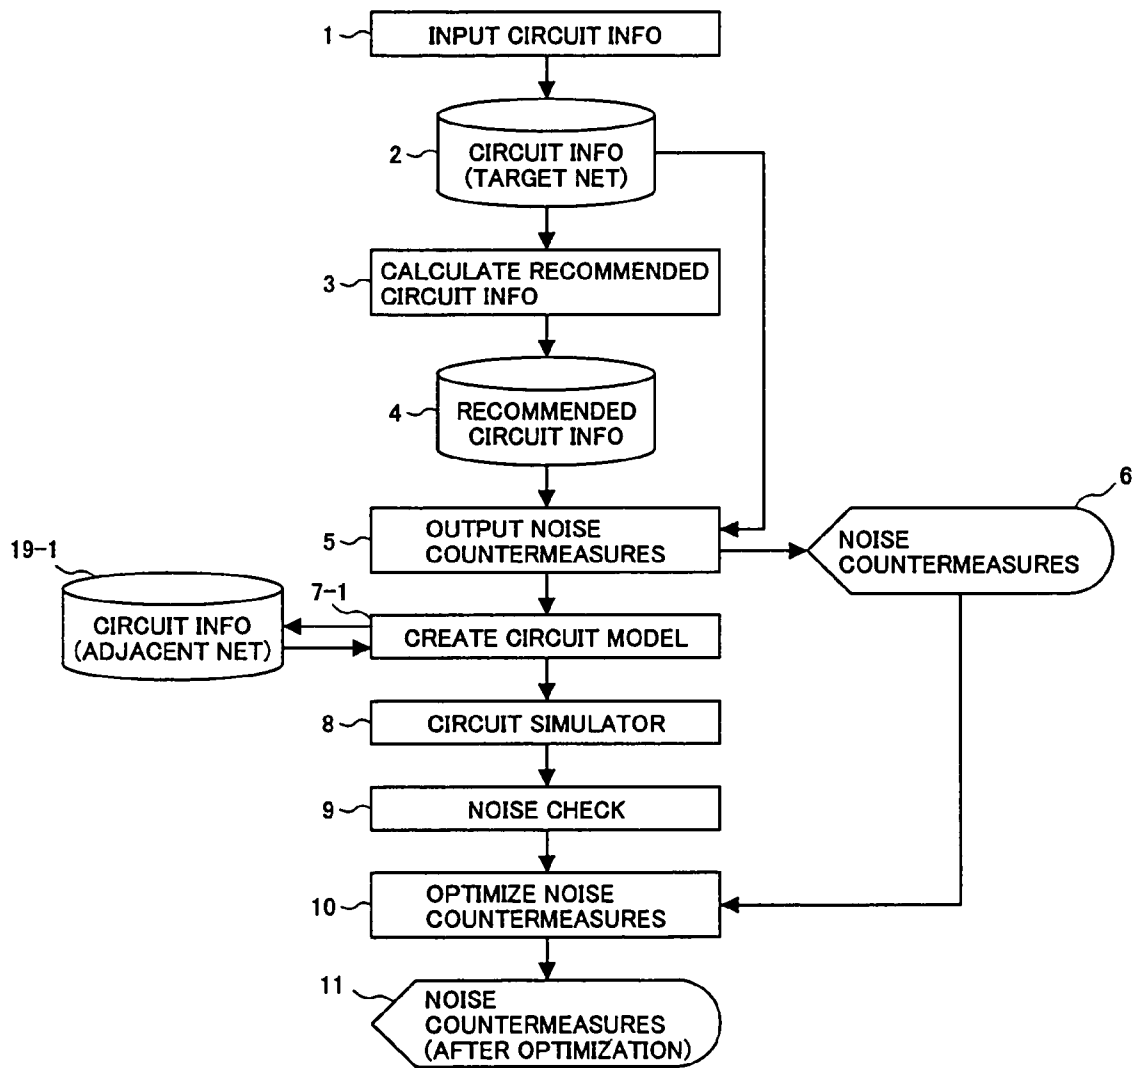 1
INPUT CIRCUIT INFO
2
CIRCUIT INFO
(TARGET NET)
3
CALCULATE RECOMMENDED
CIRCUIT INFO
4
RECOMMENDED
CIRCUIT INFO
5
OUTPUT NOISE
COUNTERMEASURES
6
NOISE
COUNTERMEASURES
19-1
CIRCUIT INFO
(ADJACENT NET)
7-1
CREATE CIRCUIT MODEL
8
CIRCUIT SIMULATOR
9
NOISE CHECK
10
OPTIMIZE NOISE
COUNTERMEASURES
11
NOISE
COUNTERMEASURES
(AFTER OPTIMIZATION)